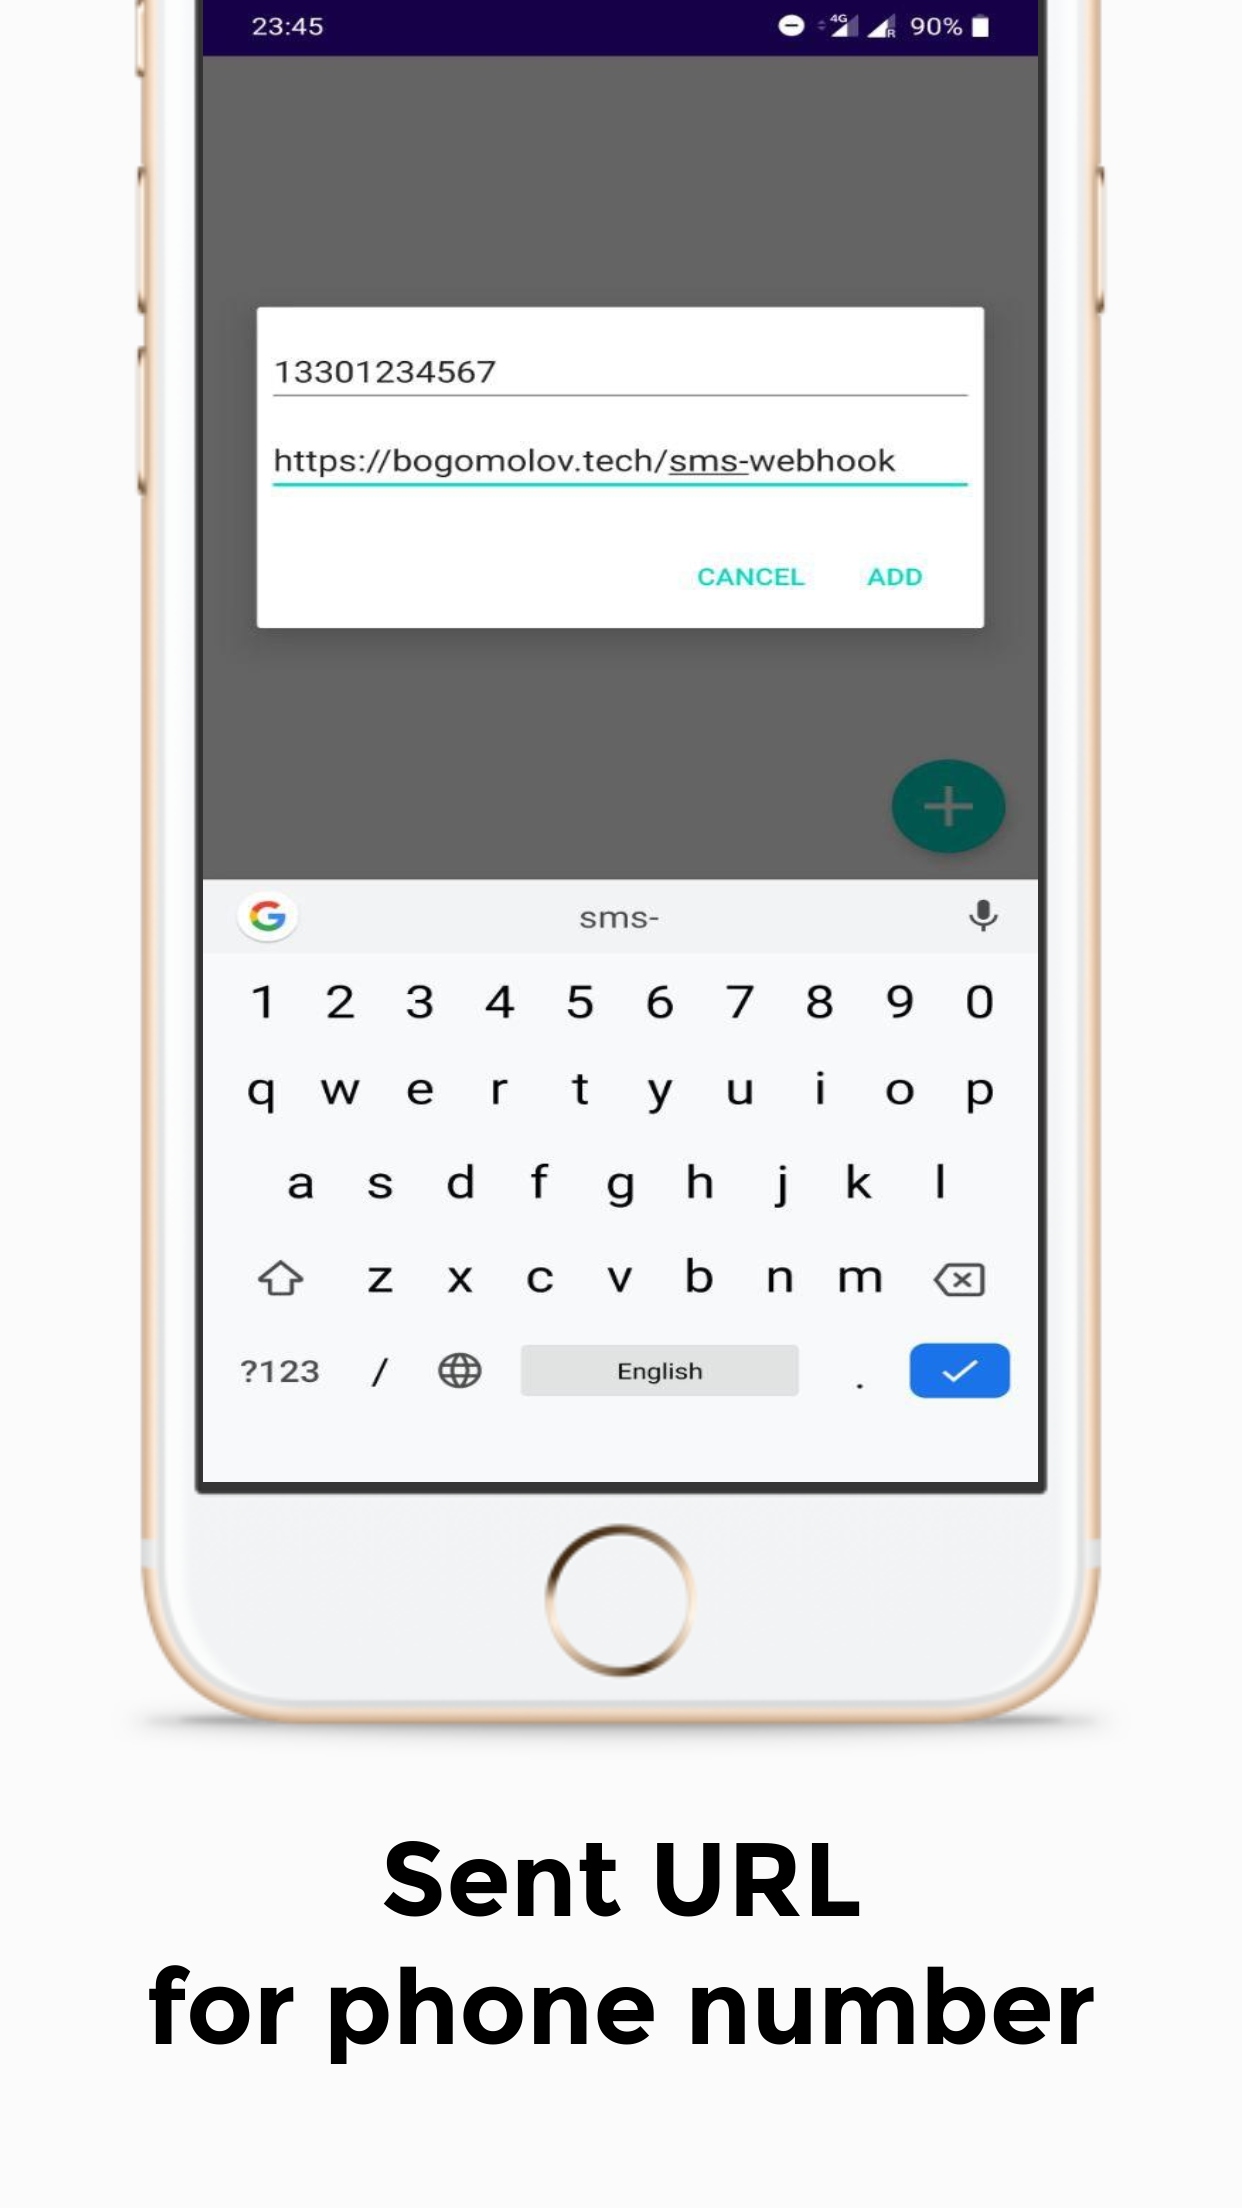 23:45 4G R 90%
13301234567
https://bogomolov.tech/sms-webhook
CANCEL ADD
G sms-
1 2 3 4 5 6 7 8 9 0
q w e r t y u i o p
a s d f g h j k l
z x c v b n m
?123 / English .
Sent URL
for phone number